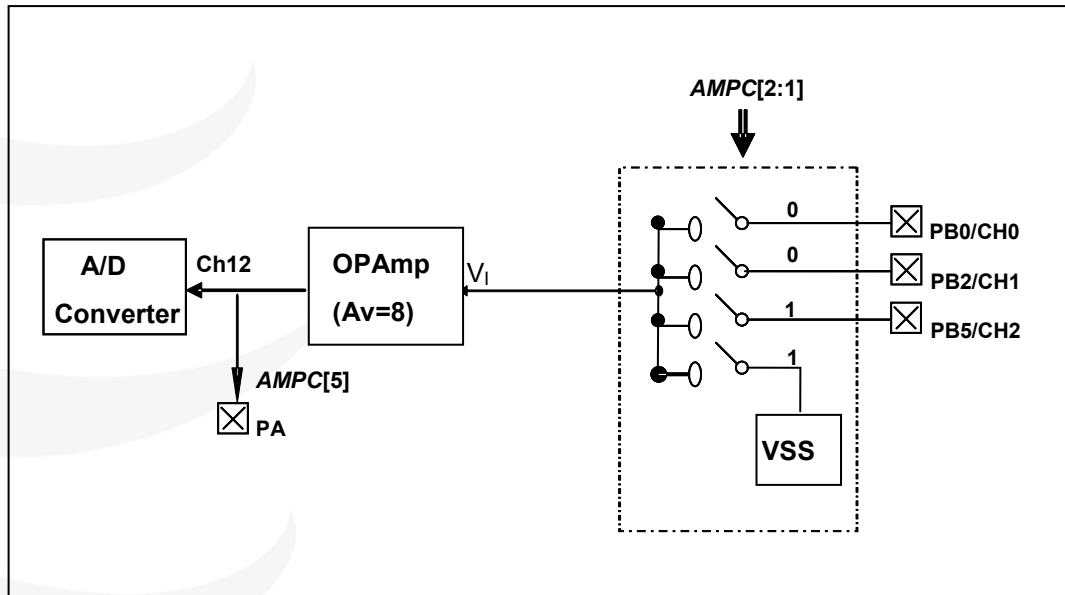 AMPC[2:1]
0
PB0/CH0
0
PB2/CH1
1
PB5/CH2
1
VSS
A/D
Converter
Ch12
OPAmp
(Av=8)
VI
AMPC[5]
PA